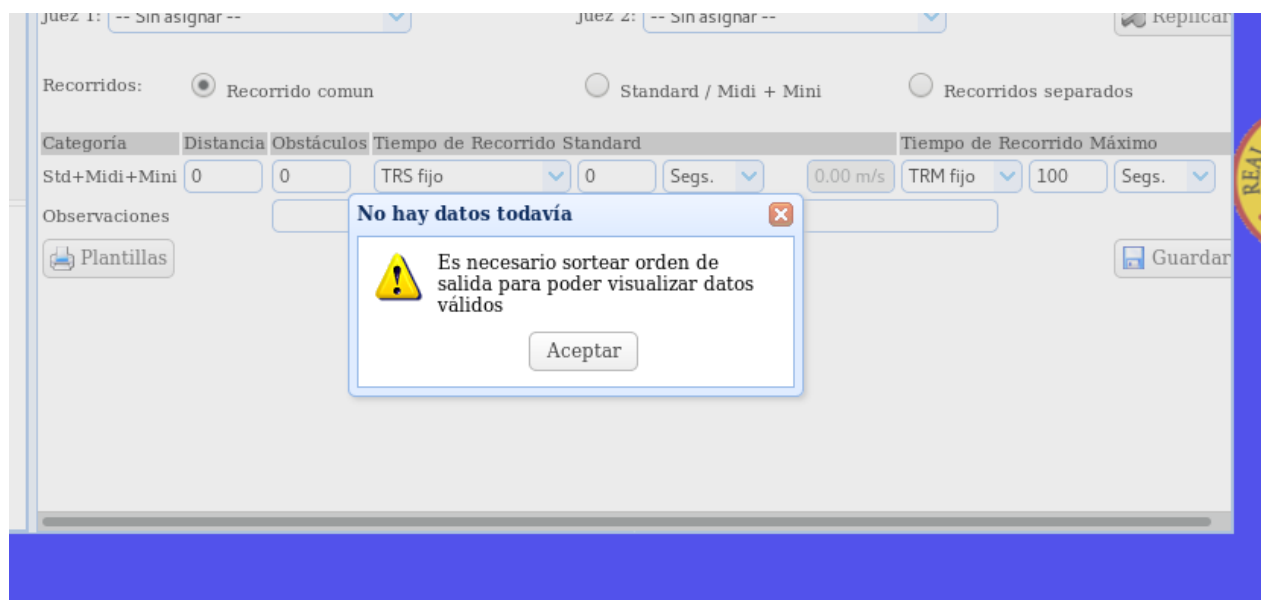 Juez 1: -- Sin asignar -- Juez 2: -- Sin asignar -- Replicar
Recorridos: Recorrido comun Standard / Midi + Mini Recorridos separados
Categoría Distancia Obstáculos Tiempo de Recorrido Standard Tiempo de Recorrido Máximo
Std+Midi+Mini 0 0 TRS fijo 0 Segs. 0.00 m/s TRM fijo 100 Segs.
Observaciones
Plantillas Guardar
No hay datos todavía
Es necesario sortear orden de
salida para poder visualizar datos
válidos
Aceptar
REAL